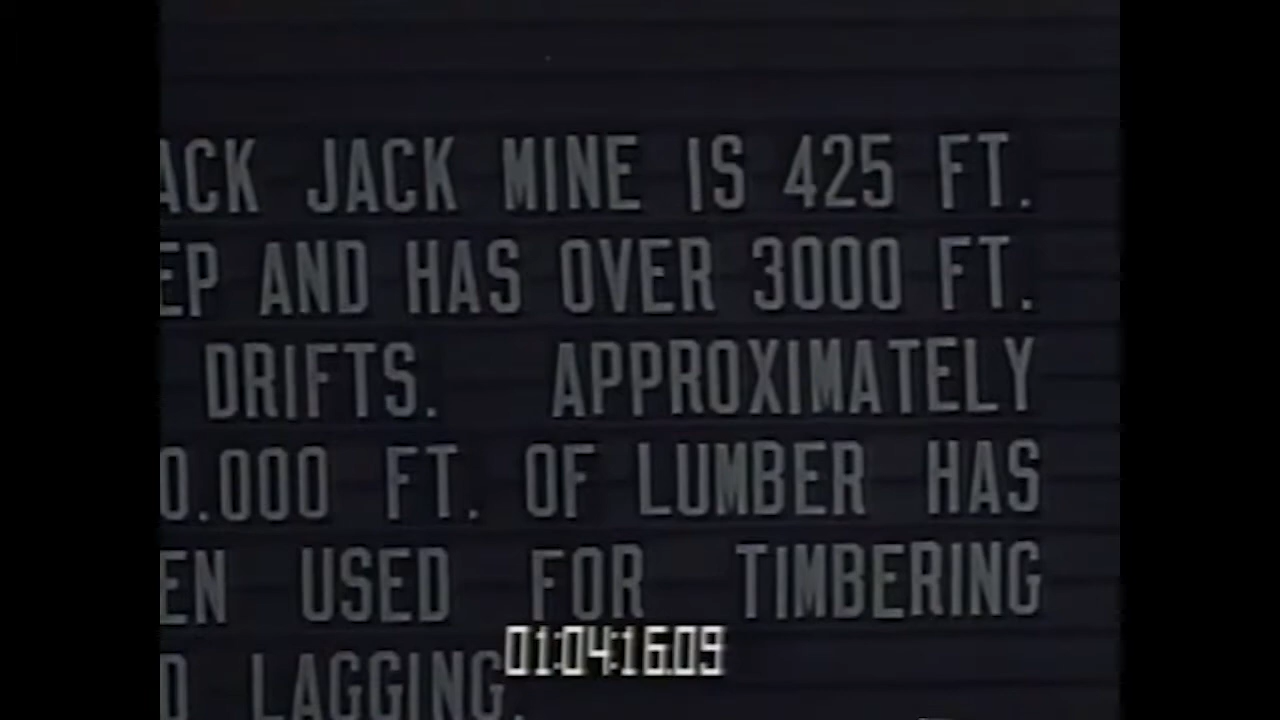 ACK JACK MINE IS 425 FT.
EP AND HAS OVER 3000 FT.
DRIFTS. APPROXIMATELY
0.000 FT. OF LUMBER HAS
EN USED FOR TIMBERING
D LAGGING.
01:04:16.09